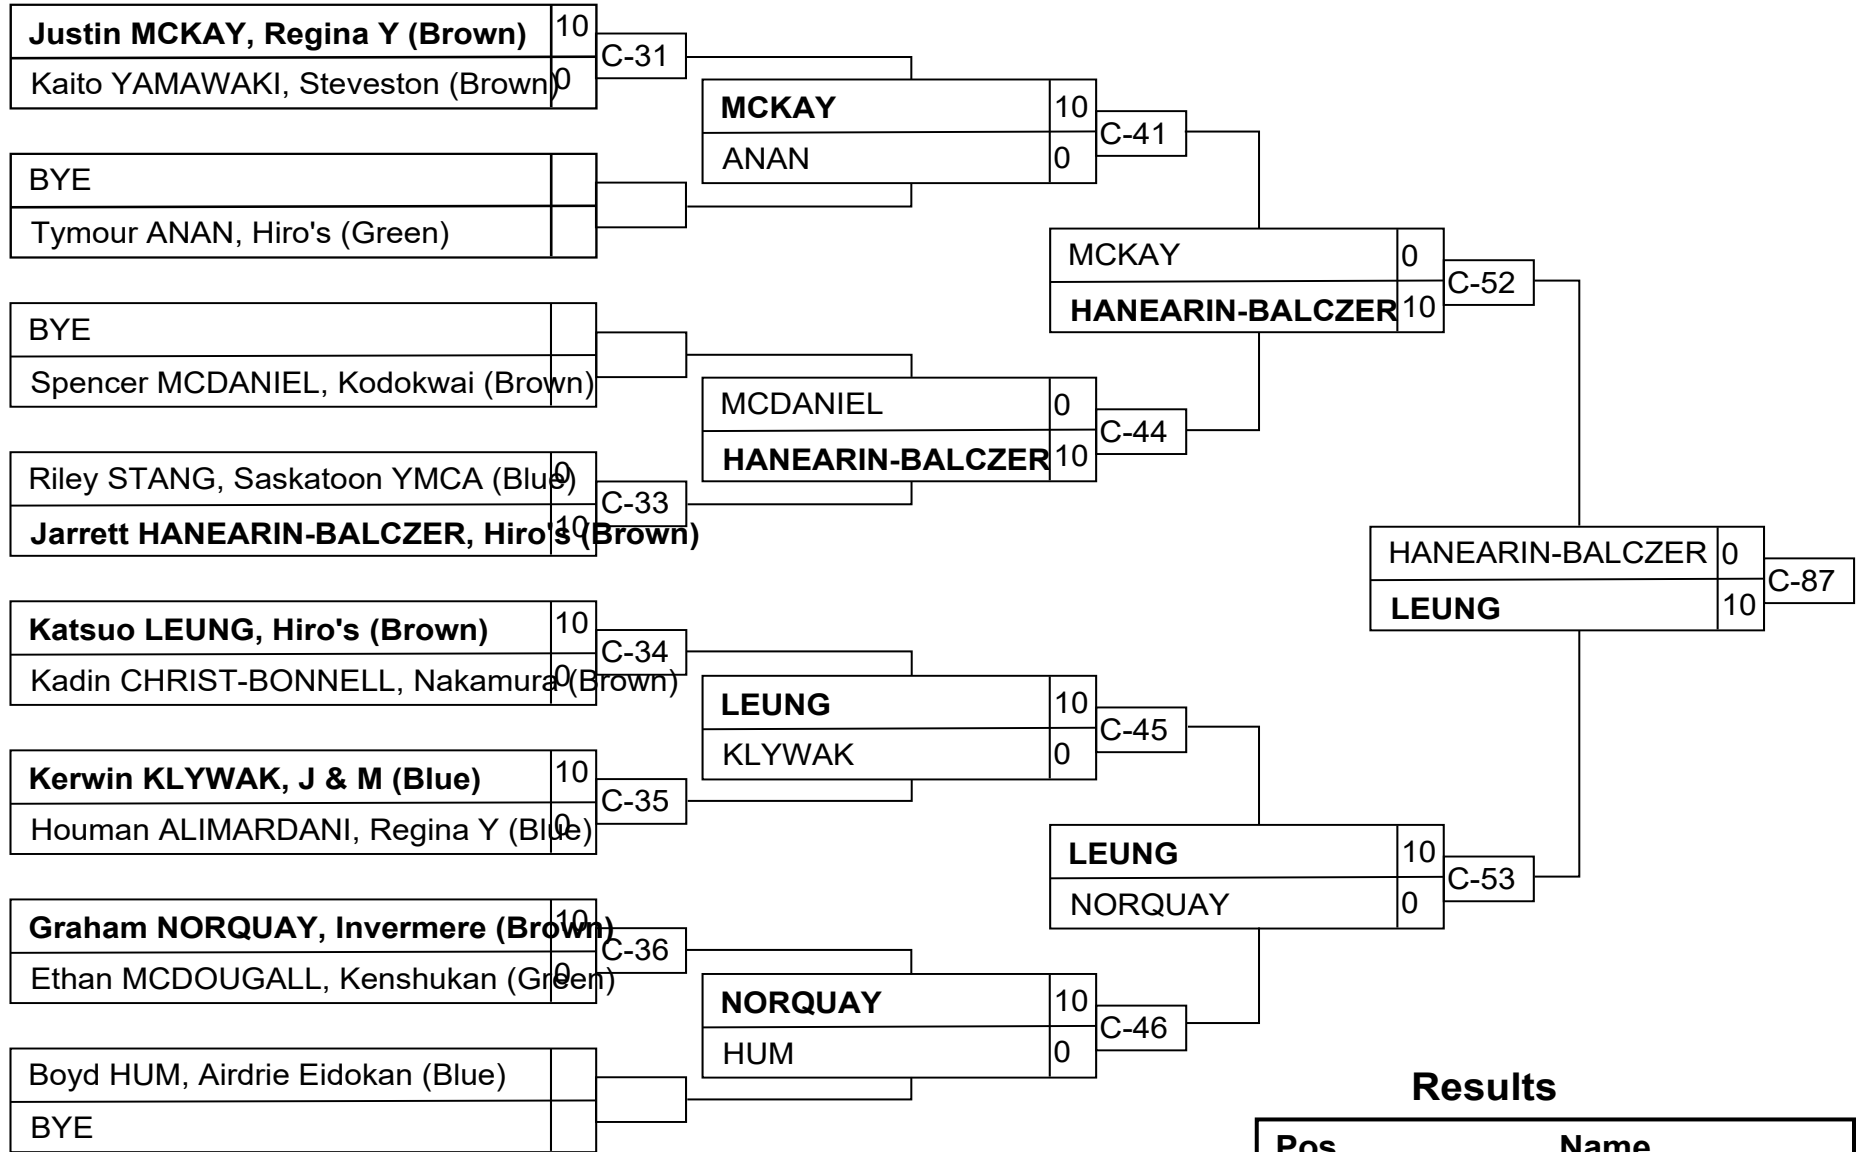 Justin MCKAY, Regina Y (Brown) 10
C-31
Kaito YAMAWAKI, Steveston (Brown) 0
MCKAY 10
C-41
ANAN 0
BYE
Tymour ANAN, Hiro's (Green)
MCKAY 0
C-52
HANEARIN-BALCZER 10
BYE
Spencer MCDANIEL, Kodokwai (Brown)
MCDANIEL 0
C-44
HANEARIN-BALCZER 10
Riley STANG, Saskatoon YMCA (Blue) 0
C-33
Jarrett HANEARIN-BALCZER, Hiro's (Brown) 10
HANEARIN-BALCZER 0
C-87
LEUNG 10
Katsuo LEUNG, Hiro's (Brown) 10
C-34
Kadin CHRIST-BONNELL, Nakamura (Brown) 0
LEUNG 10
C-45
KLYWAK 0
Kerwin KLYWAK, J & M (Blue) 10
C-35
Houman ALIMARDANI, Regina Y (Blue) 0
LEUNG 10
C-53
NORQUAY 0
Graham NORQUAY, Invermere (Brown) 10
C-36
Ethan MCDOUGALL, Kenshukan (Green) 0
NORQUAY 10
C-46
HUM 0
Boyd HUM, Airdrie Eidokan (Blue)
BYE
Results
Pos Name